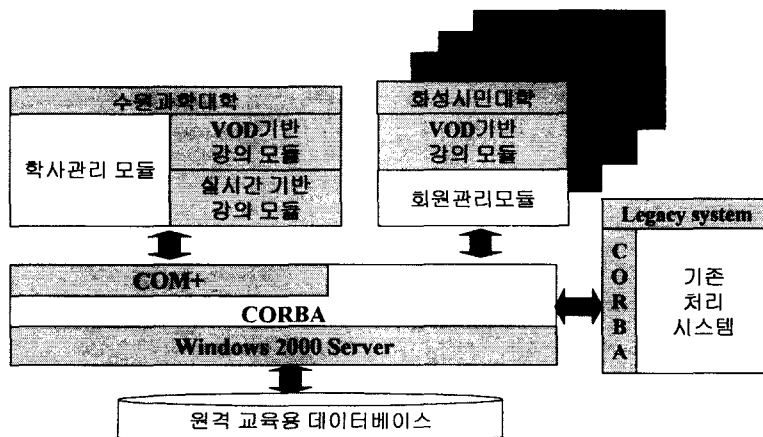 수원과학대학
학사관리 모듈
VOD기반
강의 모듈
실시간 기반
강의 모듈
화성시민대학
VOD기반
강의 모듈
회원관리모듈
Legacy system
CORBA
기존
처리
시스템
COM+
CORBA
Windows 2000 Server
원격 교육용 데이터베이스